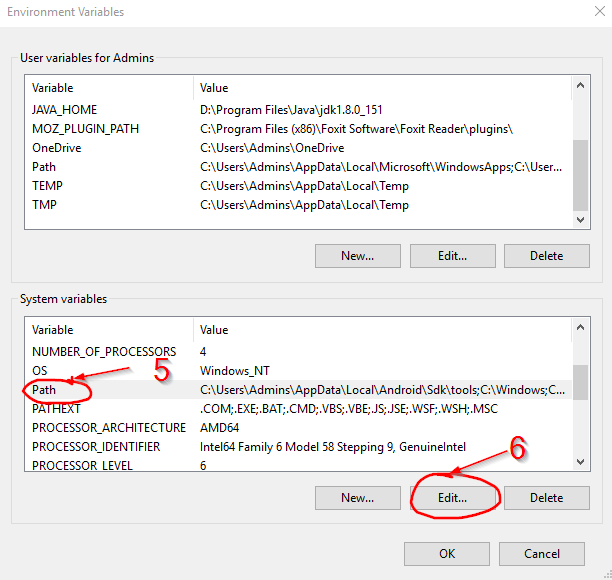 Environment Variables
User variables for Admins
Variable Value
JAVA_HOME D:\Program Files\Java\jdk1.8.0_151
MOZ_PLUGIN_PATH C:\Program Files (x86)\Foxit Software\Foxit Reader\plugins\
OneDrive C:\Users\Admins\OneDrive
Path C:\Users\Admins\AppData\Local\Microsoft\WindowsApps;C:\User...
TEMP C:\Users\Admins\AppData\Local\Temp
TMP C:\Users\Admins\AppData\Local\Temp
New... Edit... Delete
System variables
Variable Value
NUMBER_OF_PROCESSORS 4
OS Windows_NT
5
Path C:\Users\Admins\AppData\Local\Android\Sdk\tools;C:\Windows;C...
PATHEXT .COM;.EXE;.BAT;.CMD;.VBS;.VBE;.JS;.JSE;.WSF;.WSH;.MSC
PROCESSOR_ARCHITECTURE AMD64
PROCESSOR_IDENTIFIER Intel64 Family 6 Model 58 Stepping 9, GenuineIntel
PROCESSOR_LEVEL 6
6
New... Edit... Delete
OK Cancel